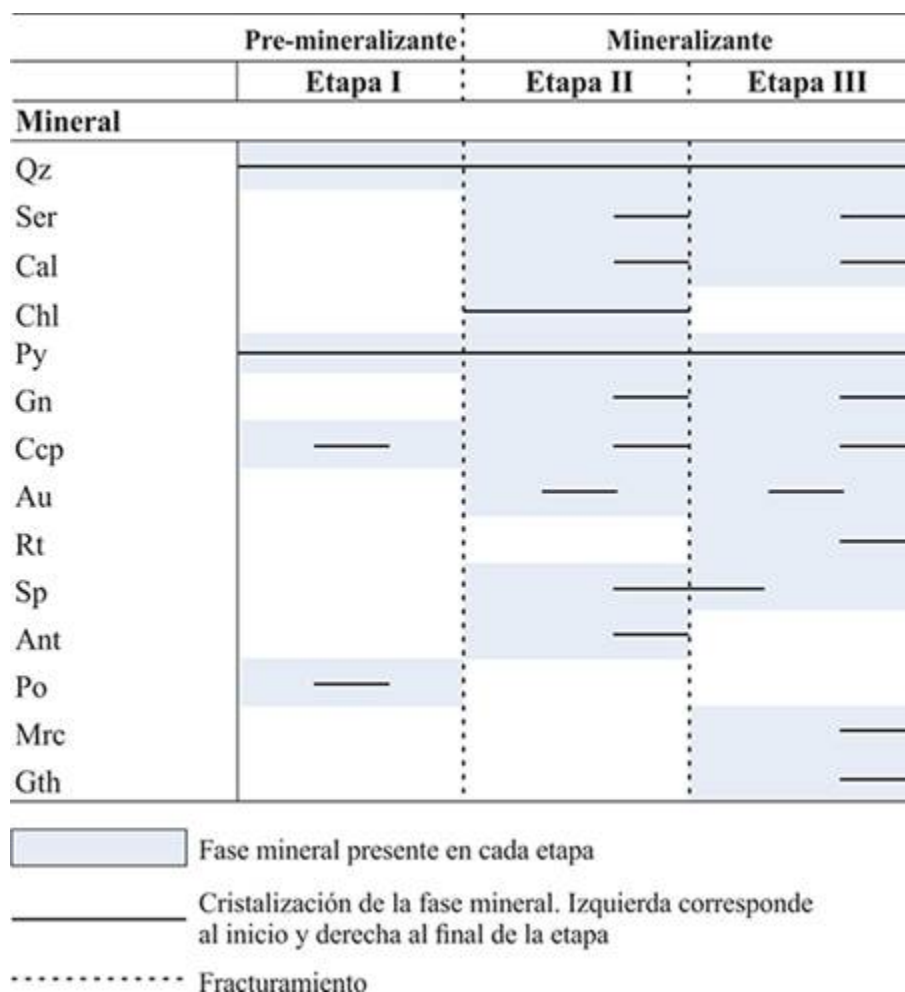 Pre-mineralizante Mineralizante
Etapa I Etapa II Etapa III
Mineral
Qz
Ser
Cal
Chl
Py
Gn
Ccp
Au
Rt
Sp
Ant
Po
Mrc
Gth
Fase mineral presente en cada etapa
Cristalización de la fase mineral. Izquierda corresponde
al inicio y derecha al final de la etapa
Fracturamiento